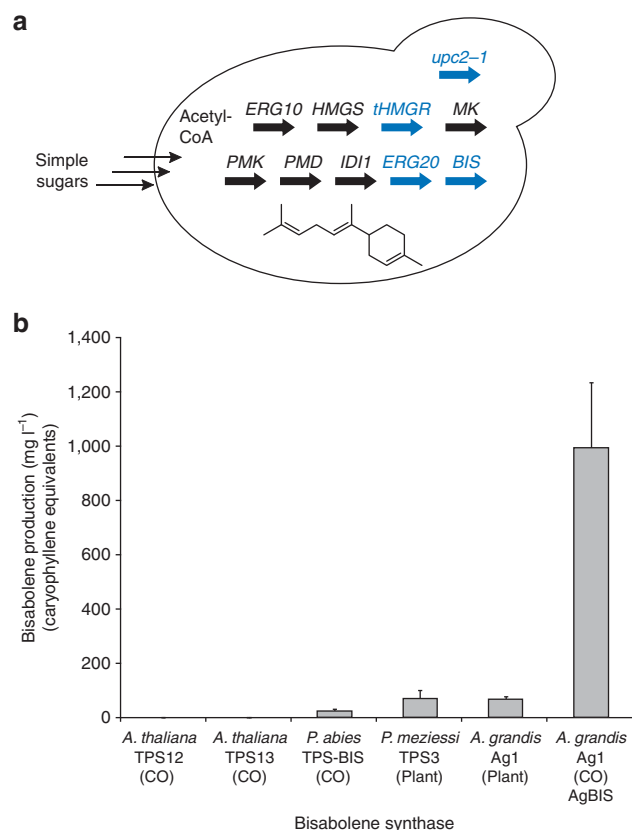 a
upc2–1
Acetyl-
CoA
ERG10 HMGS tHMGR MK
Simple
sugars
PMK PMD IDI1 ERG20 BIS
b
Bisabolene production (mg l⁻¹)
(caryophyllene equivalents)
1,400
1,200
1,000
800
600
400
200
0
A. thaliana
TPS12
(CO)
A. thaliana
TPS13
(CO)
P. abies
TPS-BIS
(CO)
P. meziessi
TPS3
(Plant)
A. grandis
Ag1
(Plant)
A. grandis
Ag1
(CO)
AgBIS
Bisabolene synthase